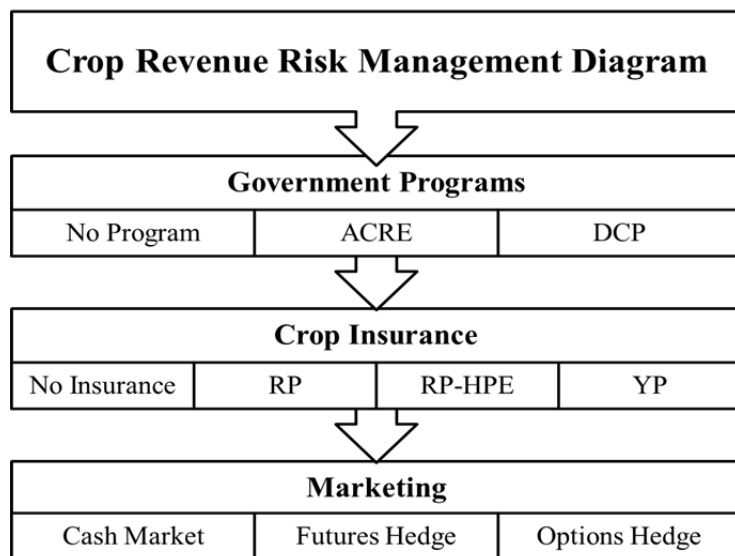 Crop Revenue Risk Management Diagram
Government Programs
No Program ACRE DCP
Crop Insurance
No Insurance RP RP-HPE YP
Marketing
Cash Market Futures Hedge Options Hedge